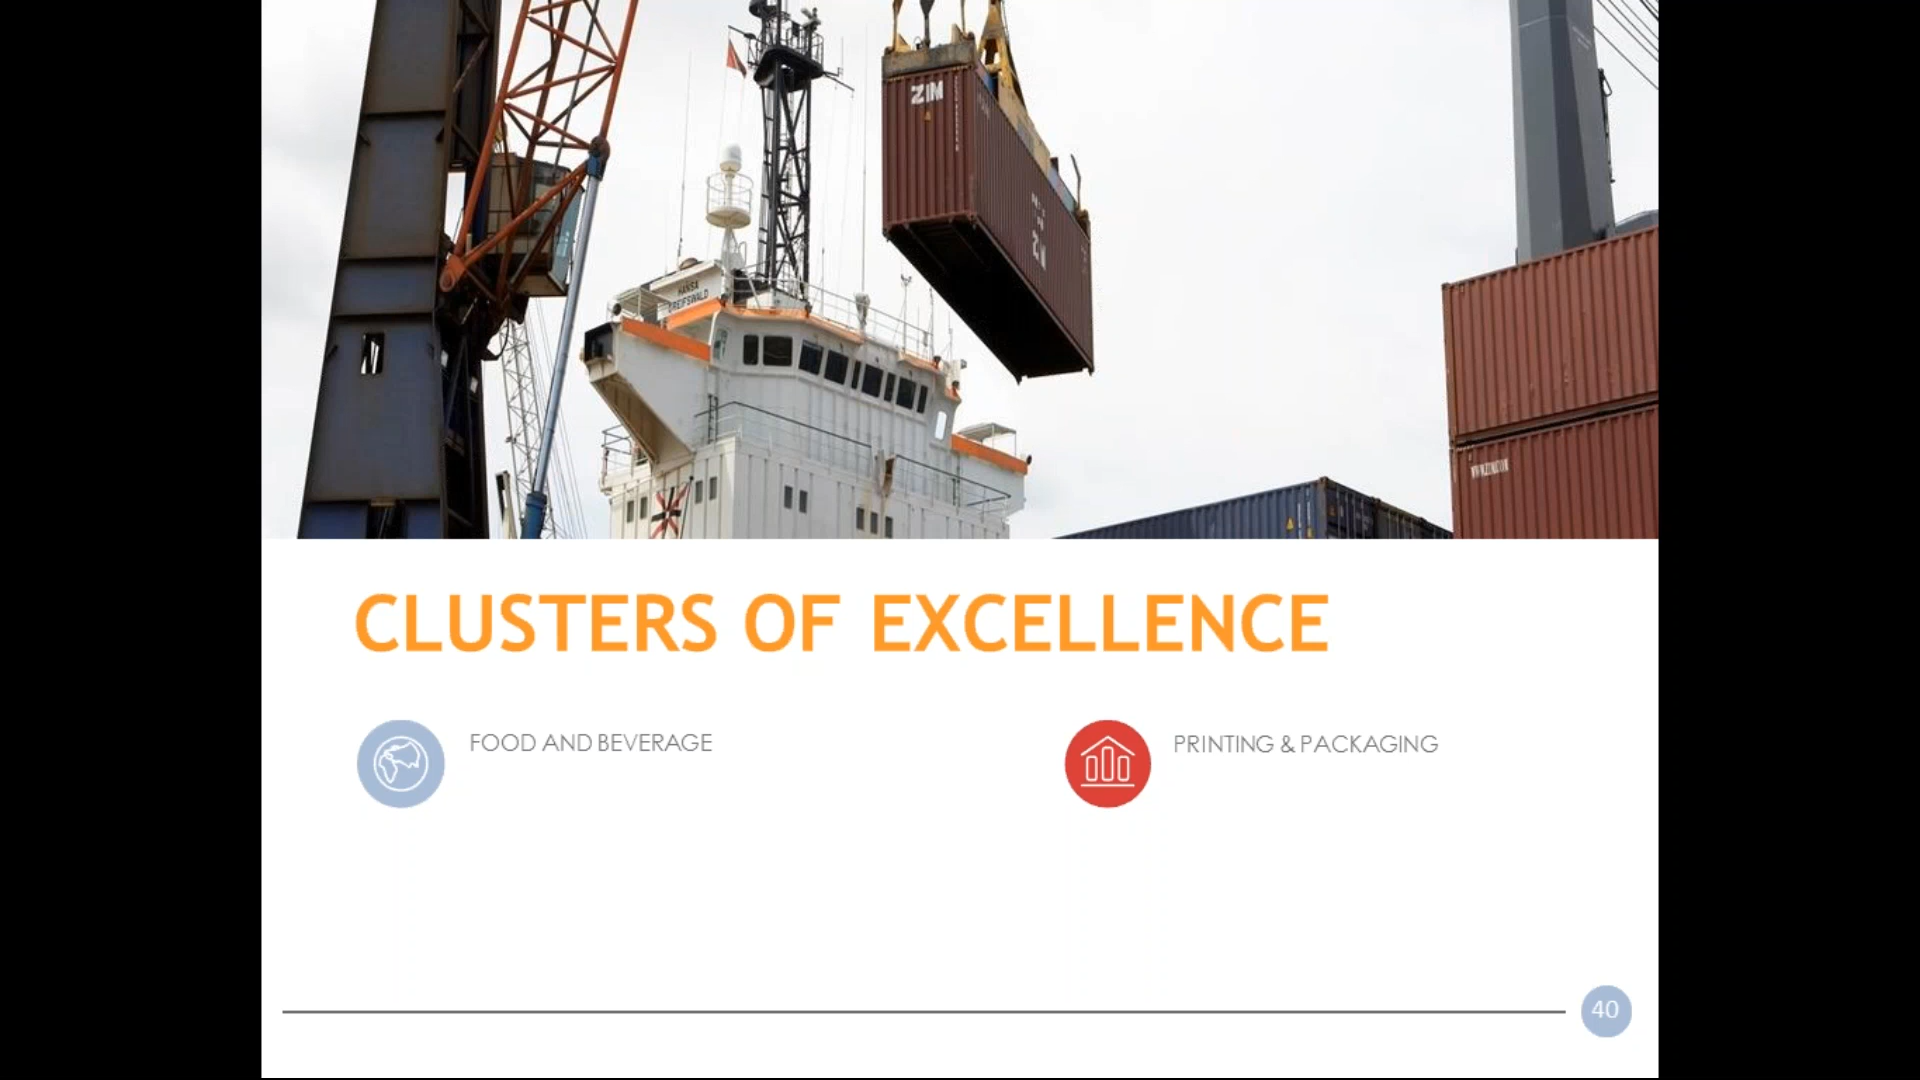 ZIM
HANSA
GREIFSWALD
CLUSTERS OF EXCELLENCE
FOOD AND BEVERAGE
PRINTING & PACKAGING
40